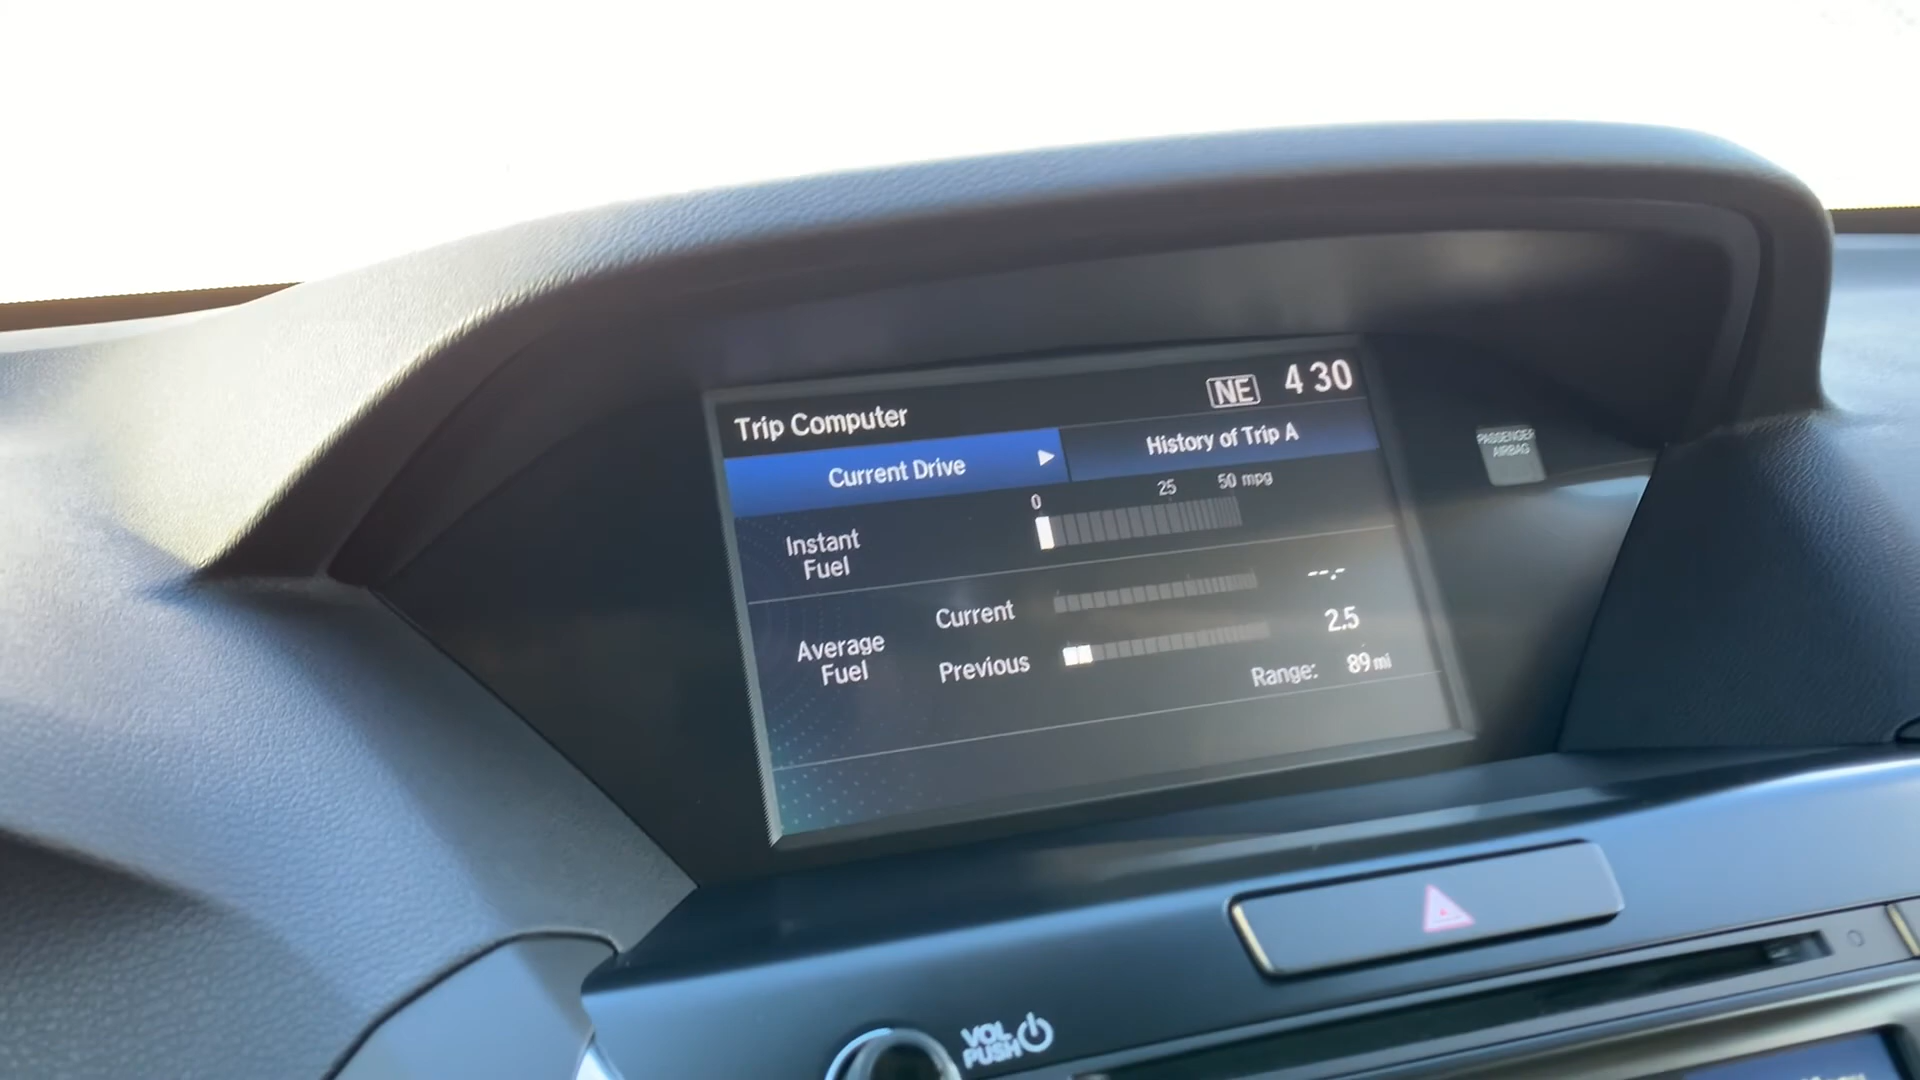 NE 4 30
Trip Computer
Current Drive
History of Trip A
0 25 50 mpg
Instant
Fuel
Average
Fuel
Current --.-
Previous 2.5
Range: 89 mi
PASSENGER
AIRBAG
VOL
PUSH